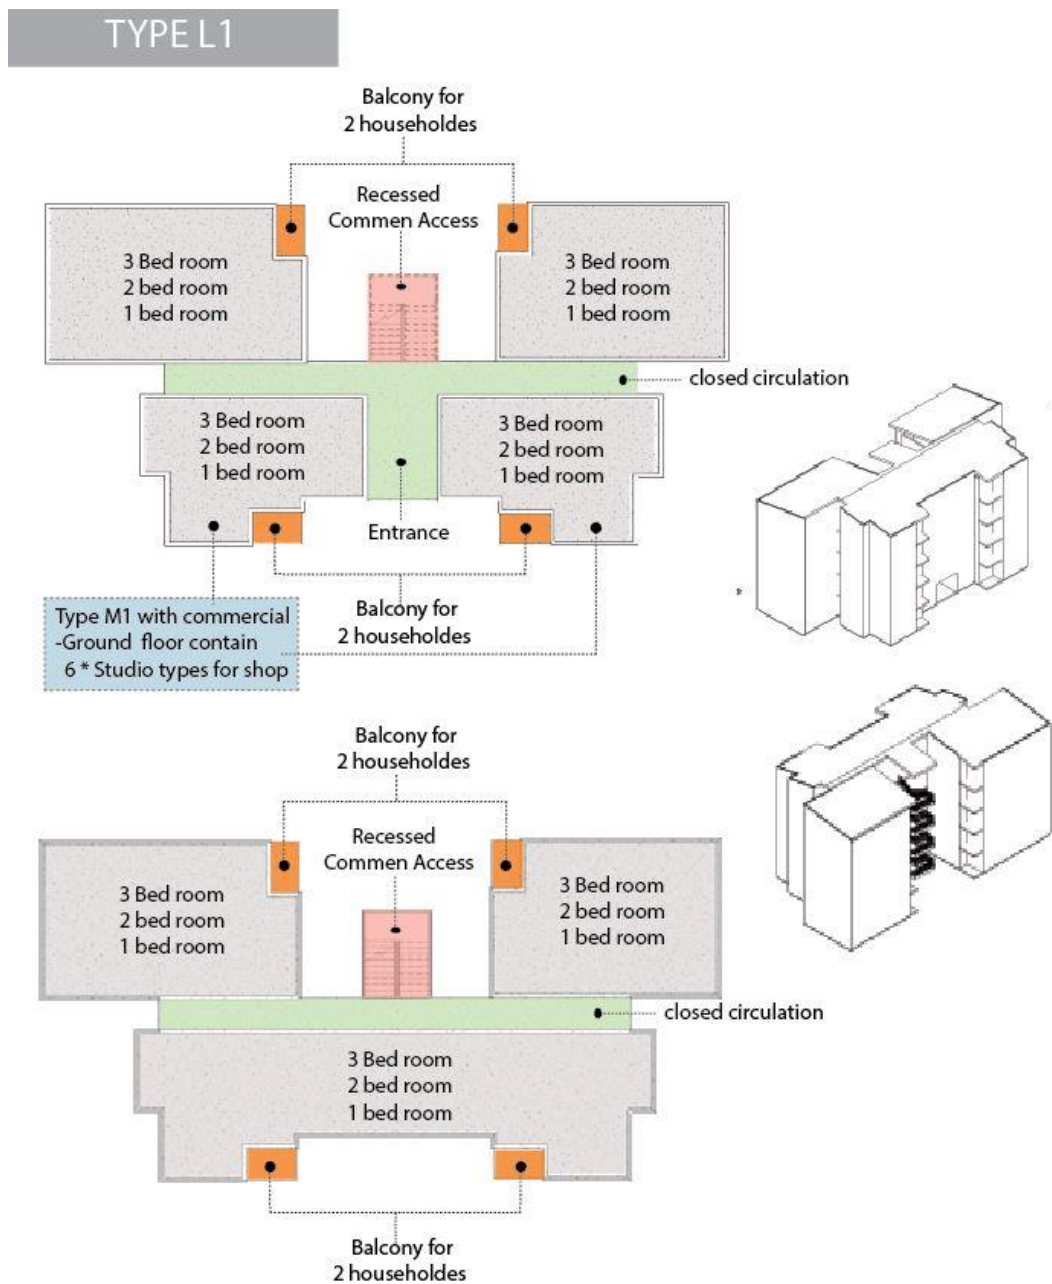 TYPE L1
Balcony for
2 householdes
Recessed
Commen Access
3 Bed room
2 bed room
1 bed room
3 Bed room
2 bed room
1 bed room
closed circulation
3 Bed room
2 bed room
1 bed room
3 Bed room
2 bed room
1 bed room
Entrance
Type M1 with commercial
-Ground floor contain
6 * Studio types for shop
Balcony for
2 householdes
Balcony for
2 householdes
Recessed
Commen Access
3 Bed room
2 bed room
1 bed room
3 Bed room
2 bed room
1 bed room
closed circulation
3 Bed room
2 bed room
1 bed room
Balcony for
2 householdes